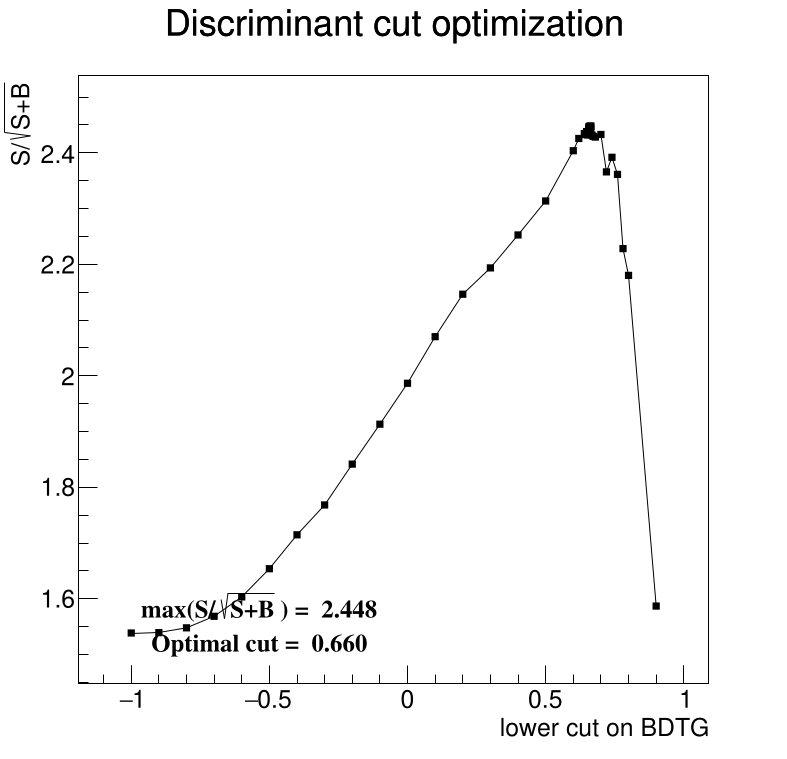 Discriminant cut optimization
S/√S+B
2.4
2.2
2
1.8
1.6
max(S/√S+B ) = 2.448
Optimal cut = 0.660
−1 −0.5 0 0.5 1
lower cut on BDTG